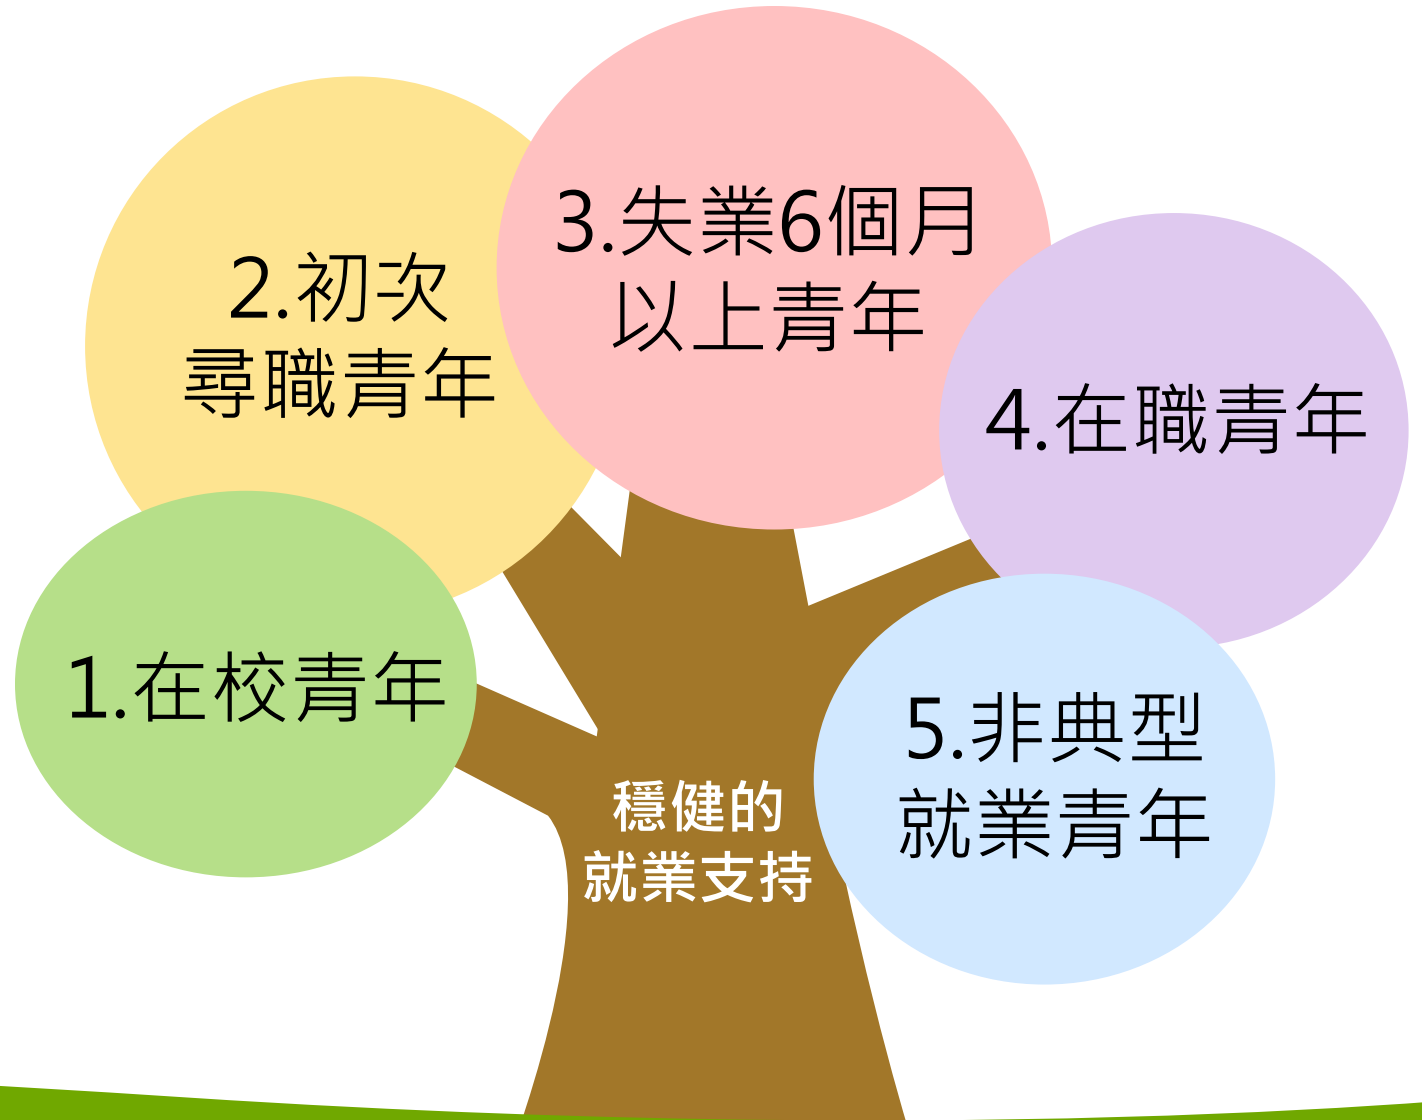 1.在校青年
2.初次
尋職青年
3.失業6個月
以上青年
4.在職青年
5.非典型
就業青年
穩健的
就業支持